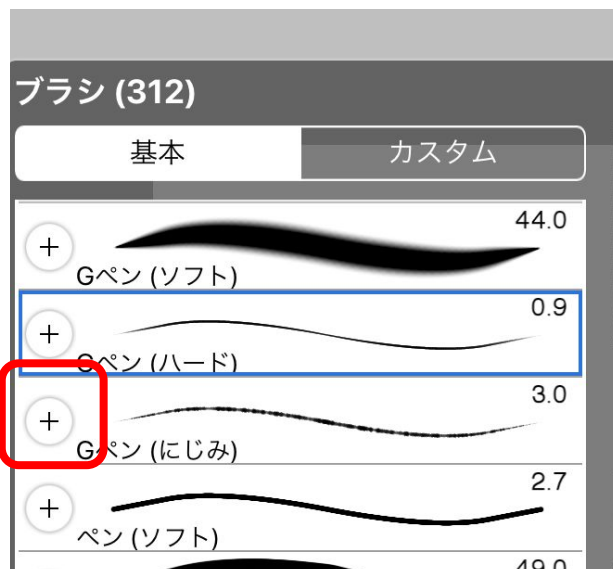 ブラシ (312)
基本
カスタム
44.0
Gペン (ソフト)
0.9
Gペン (ハード)
3.0
Gペン (にじみ)
2.7
ペン (ソフト)
49.0